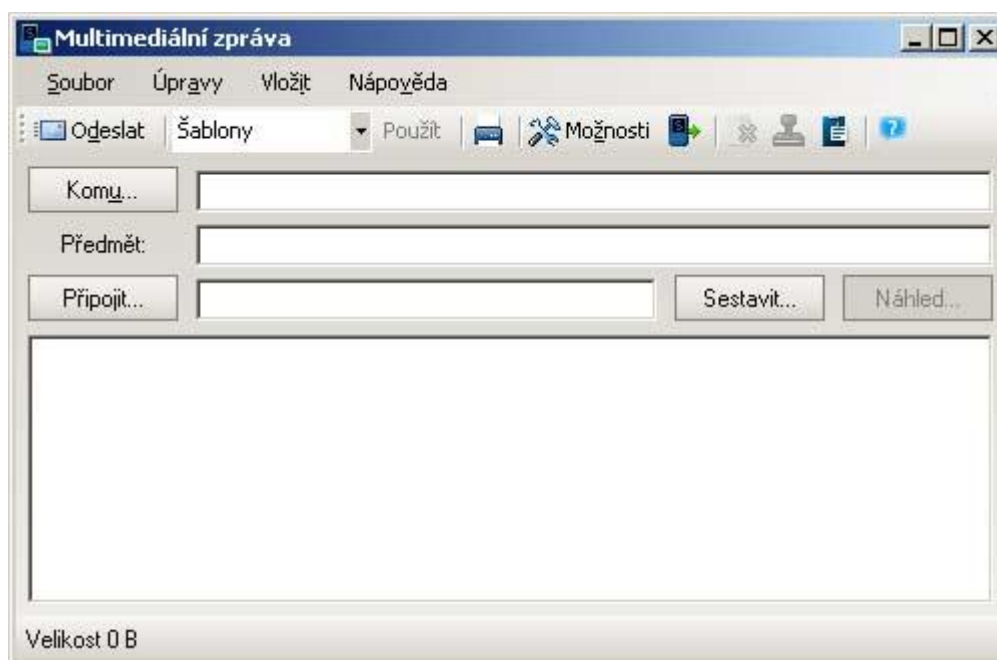 Multimediální zpráva
Soubor Úpravy Vložit Nápověda
Odeslat Šablony Použít Možnosti
Komu...
Předmět:
Připojit... Sestavit... Náhled...
Velikost 0 B